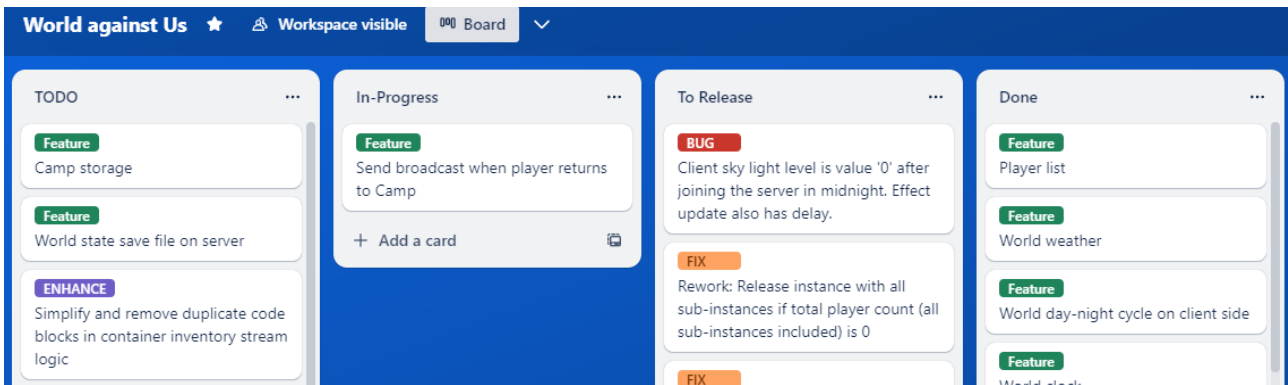 World against Us
Workspace visible
Board
TODO
Feature
Camp storage
Feature
World state save file on server
ENHANCE
Simplify and remove duplicate code
blocks in container inventory stream
logic
In-Progress
Feature
Send broadcast when player returns
to Camp
+ Add a card
To Release
BUG
Client sky light level is value '0' after
joining the server in midnight. Effect
update also has delay.
FIX
Rework: Release instance with all
sub-instances if total player count (all
sub-instances included) is 0
FIX
Done
Feature
Player list
Feature
World weather
Feature
World day-night cycle on client side
Feature
World clock